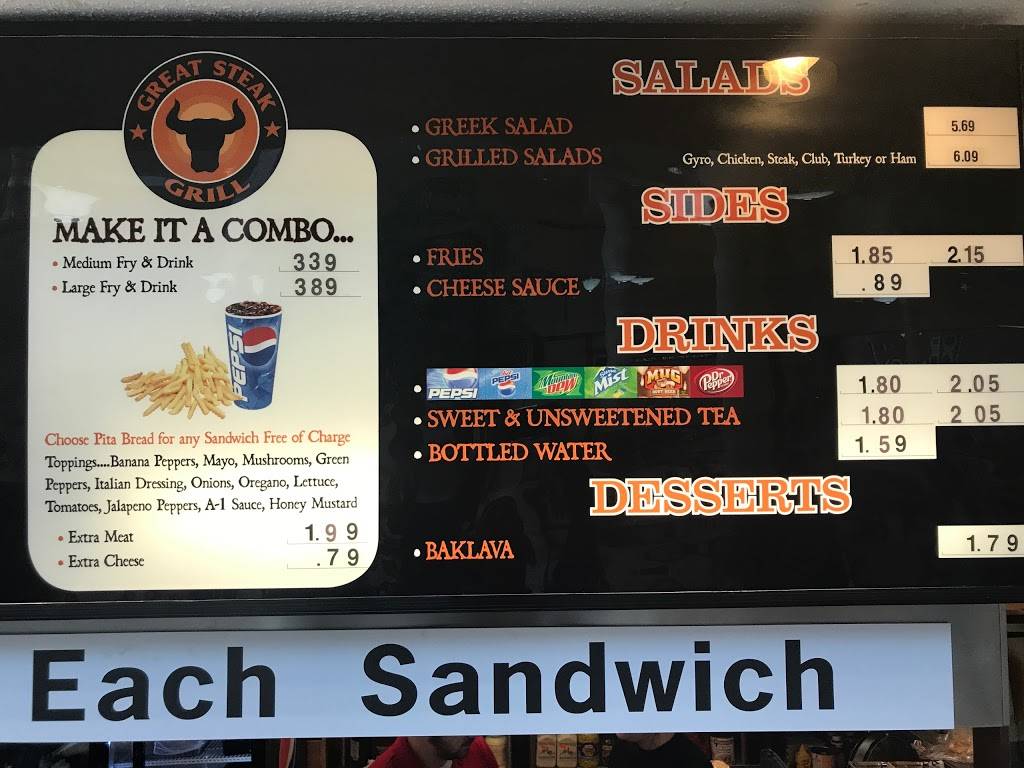 GREAT STEAK
GRILL
MAKE IT A COMBO...
• Medium Fry & Drink 339
• Large Fry & Drink 389
PEPSI
Choose Pita Bread for any Sandwich Free of Charge
Toppings....Banana Peppers, Mayo, Mushrooms, Green
Peppers, Italian Dressing, Onions, Oregano, Lettuce,
Tomatoes, Jalapeno Peppers, A-1 Sauce, Honey Mustard
• Extra Meat 1.99
• Extra Cheese .79
SALADS
• GREEK SALAD 5.69
• GRILLED SALADS Gyro, Chicken, Steak, Club, Turkey or Ham 6.09
SIDES
• FRIES 1.85 2.15
• CHEESE SAUCE .89
DRINKS
• PEPSI PEPSI Mountain DEW Mist MUG Dr Pepper 1.80 2.05
• SWEET & UNSWEETENED TEA 1.80 2 05
• BOTTLED WATER 1.59
DESSERTS
• BAKLAVA 1.79
Each Sandwich